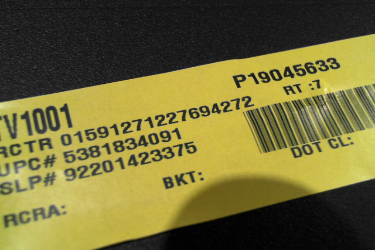 P19045633
TV1001
RT :7
RCTR 01591271227694272
UPC# 5381834091
SLP# 92201423375
DOT CL:
BKT:
RCRA: